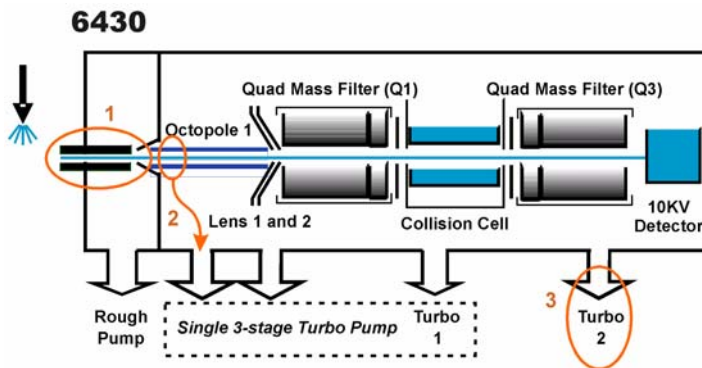 6430
1
Quad Mass Filter (Q1)
Quad Mass Filter (Q3)
Octopole 1
2
Lens 1 and 2
Collision Cell
10KV
Detector
3
Rough
Pump
Single 3-stage Turbo Pump
Turbo
1
Turbo
2